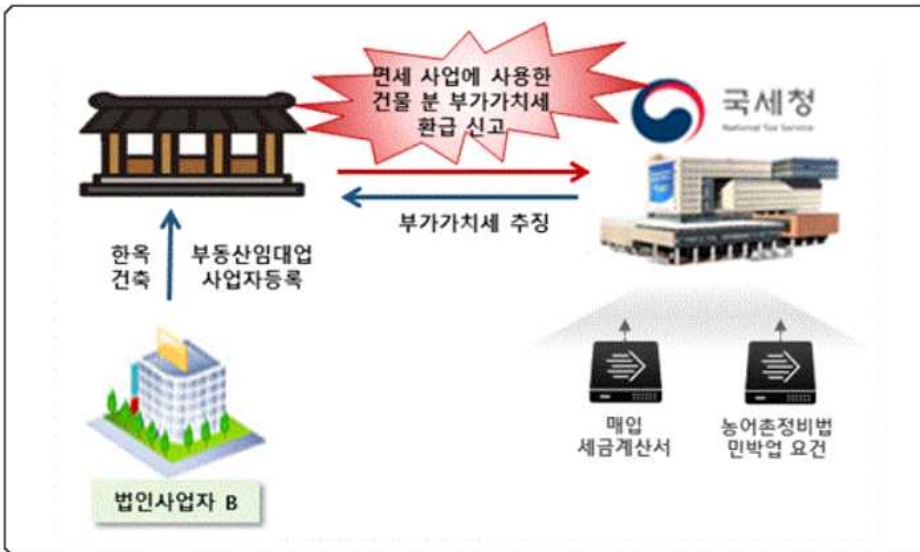 면세 사업에 사용한
건물 분 부가가치세
환급 신고
국세청
National Tax Service
부가가치세 추징
한옥
건축
부동산임대업
사업자등록
매입
세금계산서
농어촌정비법
민박업 요건
법인사업자 B